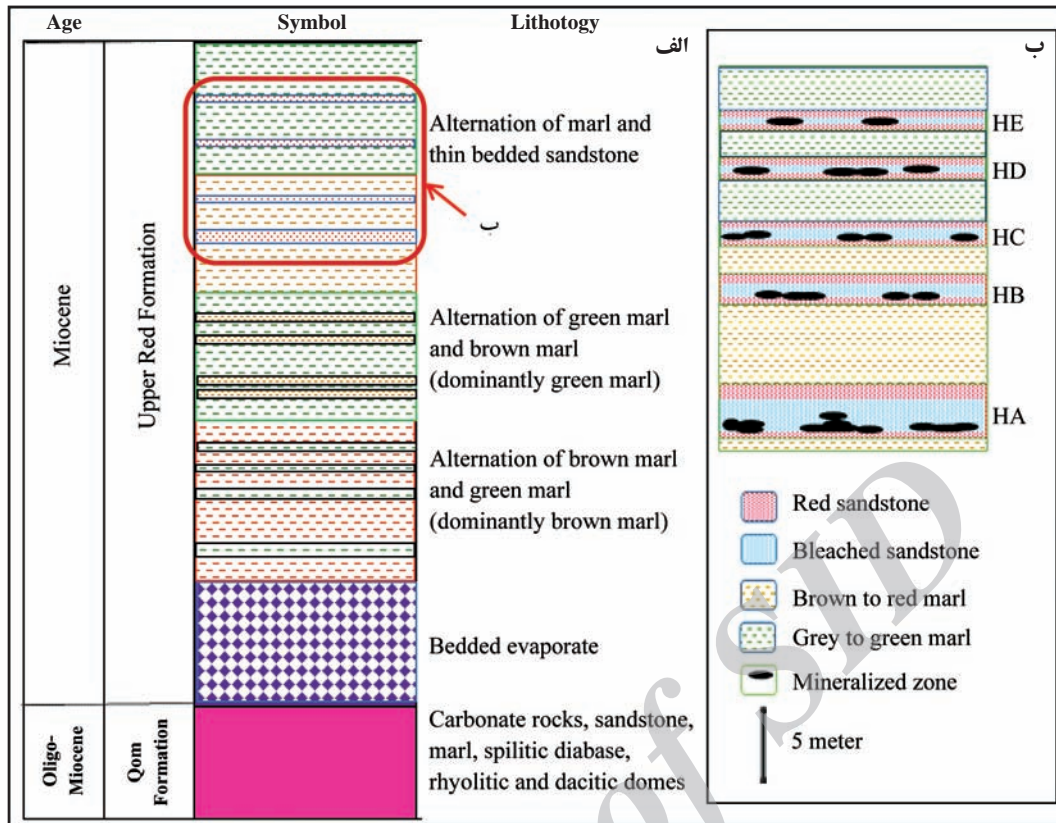 Age Symbol Lithotogy
الف
Alternation of marl and
thin bedded sandstone
ب
Alternation of green marl
and brown marl
(dominantly green marl)
Alternation of brown marl
and green marl
(dominantly brown marl)
Bedded evaporate
Carbonate rocks, sandstone,
marl, spilitic diabase,
rhyolitic and dacitic domes
Miocene
Upper Red Formation
Oligo-
Miocene
Qom
Formation
ب
HE
HD
HC
HB
HA
Red sandstone
Bleached sandstone
Brown to red marl
Grey to green marl
Mineralized zone
5 meter
of SID